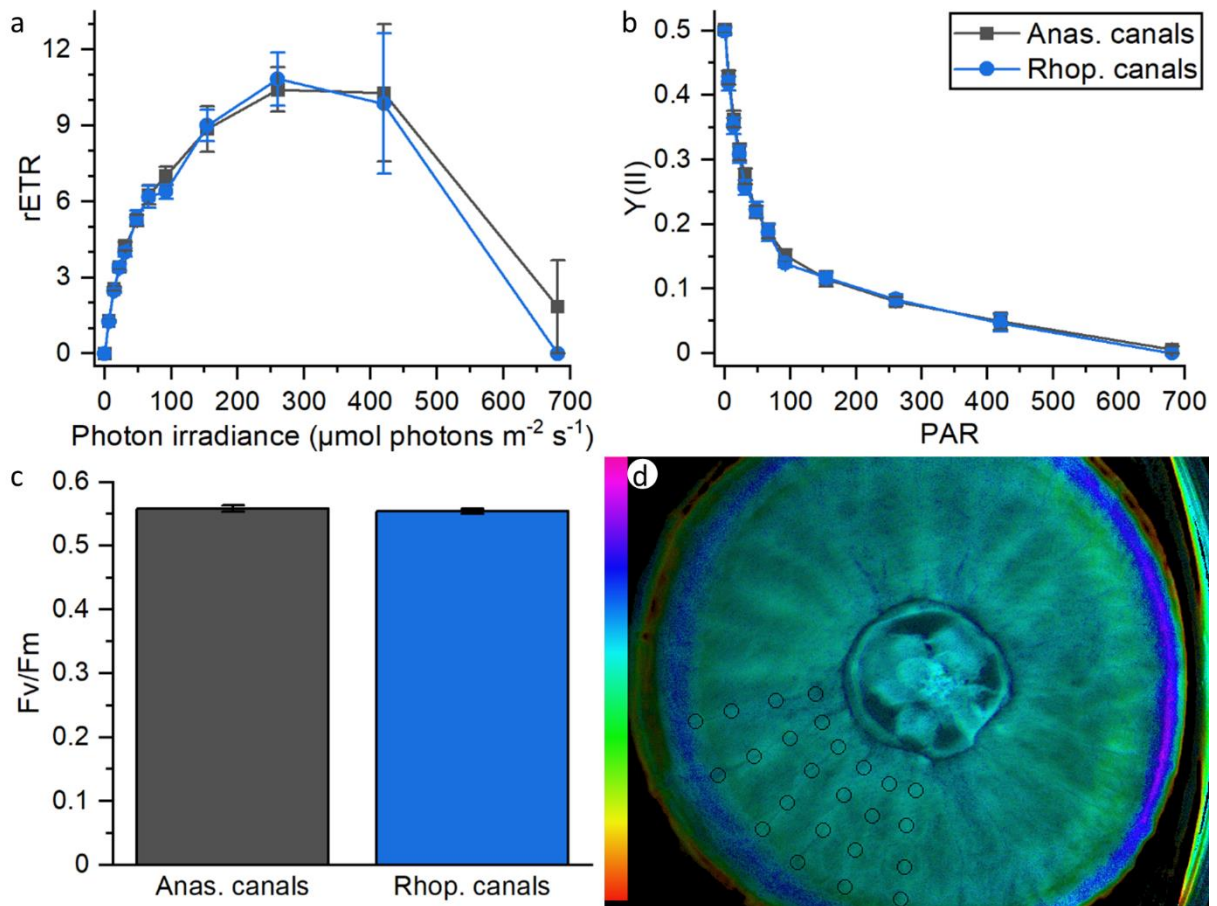 a
rETR
12
9
6
3
0
0 100 200 300 400 500 600 700
Photon irradiance (µmol photons m⁻² s⁻¹)
b
Y(II)
0.5
0.4
0.3
0.2
0.1
0
0 100 200 300 400 500 600 700
PAR
Anas. canals
Rhop. canals
c
Fv/Fm
0.6
0.5
0.4
0.3
0.2
0.1
0
Anas. canals Rhop. canals
d